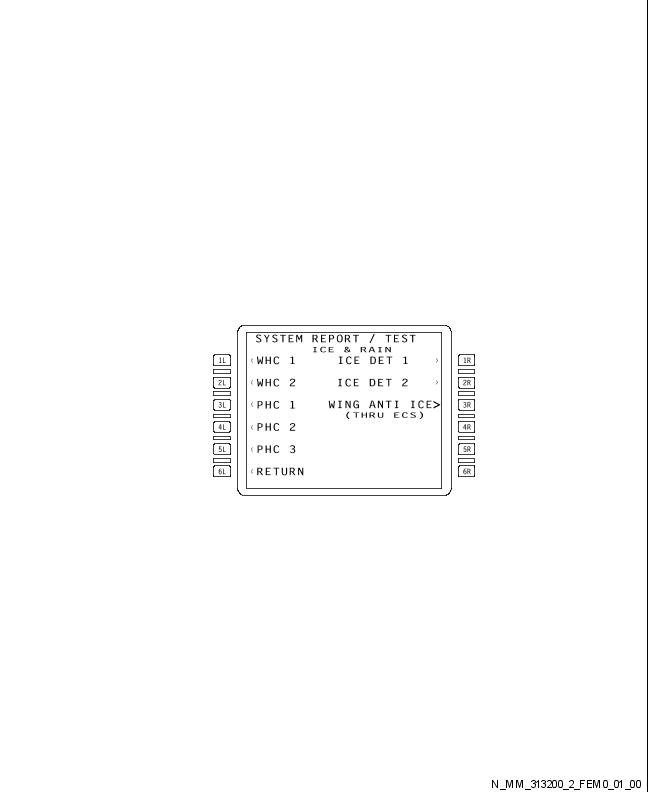 SYSTEM REPORT / TEST
ICE & RAIN
1L <WHC 1 ICE DET 1 > 1R
2L <WHC 2 ICE DET 2 > 2R
3L <PHC 1 WING ANTI ICE> 3R
(THRU ECS)
4L <PHC 2 4R
5L <PHC 3 5R
6L <RETURN 6R
N_MM_313200_2_FEM0_01_00